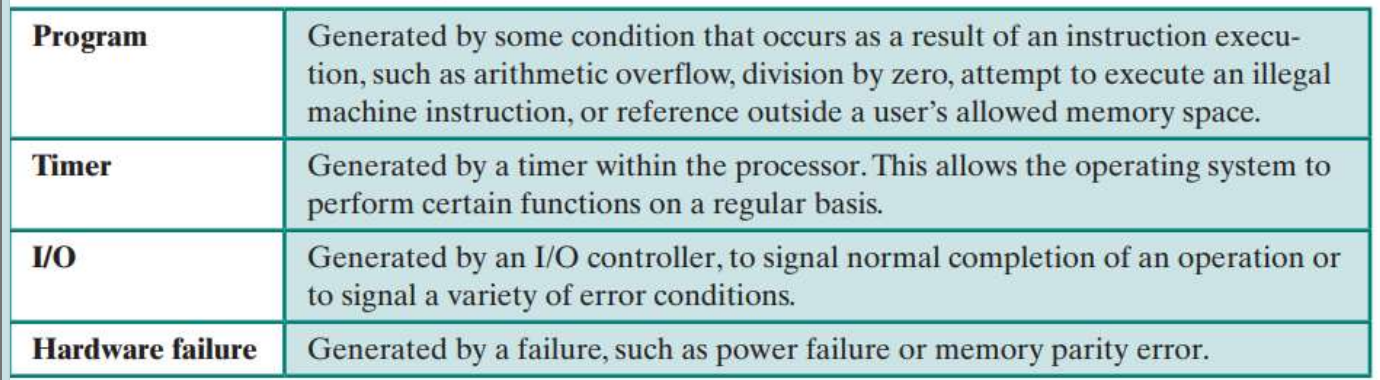 Program
Generated by some condition that occurs as a result of an instruction execu-
tion, such as arithmetic overflow, division by zero, attempt to execute an illegal
machine instruction, or reference outside a user’s allowed memory space.
Timer
Generated by a timer within the processor. This allows the operating system to
perform certain functions on a regular basis.
I/O
Generated by an I/O controller, to signal normal completion of an operation or
to signal a variety of error conditions.
Hardware failure
Generated by a failure, such as power failure or memory parity error.